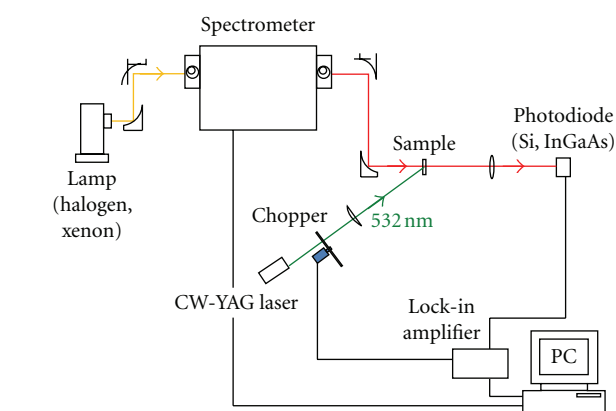 Spectrometer
Photodiode
(Si, InGaAs)
Sample
Lamp
(halogen,
xenon)
Chopper
532 nm
CW-YAG laser
Lock-in
amplifier
PC